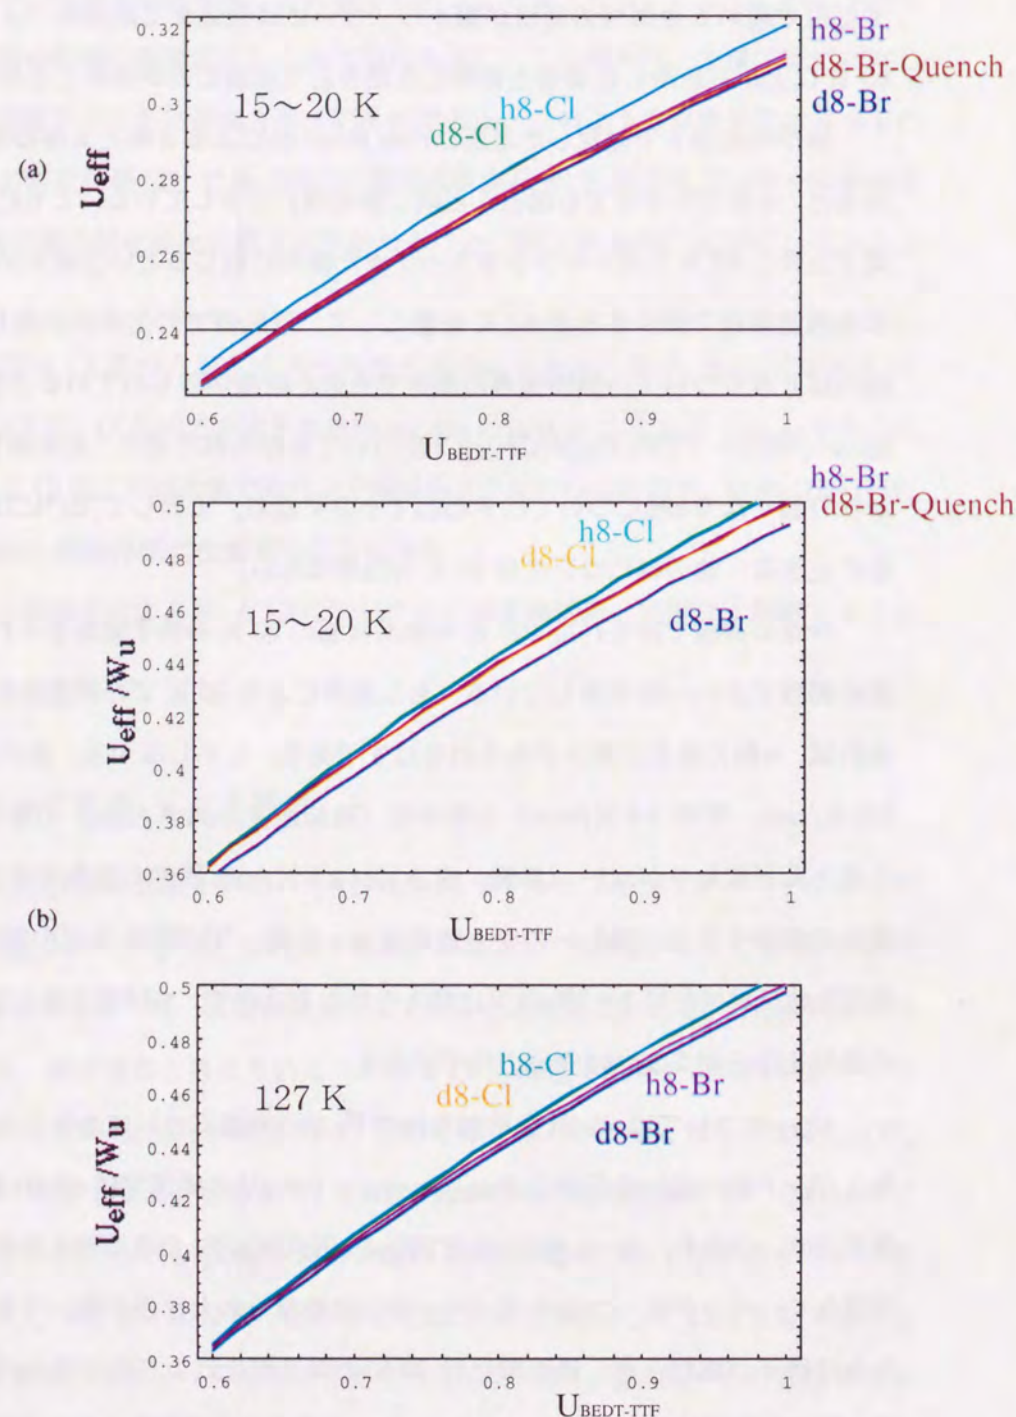 0.32
h8-Br
d8-Br-Quench
d8-Br
0.3
15~20 K
h8-Cl
d8-Cl
(a)
Ueff
0.28
0.26
0.24
0.6 0.7 0.8 0.9 1
UBEDT-TTF
h8-Br
d8-Br-Quench
0.5
h8-Cl
d8-Cl
0.48
15~20 K
d8-Br
0.46
Ueff /Wu
0.44
0.42
0.4
0.38
0.36
0.6 0.7 0.8 0.9 1
UBEDT-TTF
(b)
0.5
0.48
h8-Cl
d8-Cl
h8-Br
127 K
d8-Br
0.46
Ueff /Wu
0.44
0.42
0.4
0.38
0.36
0.6 0.7 0.8 0.9 1
UBEDT-TTF